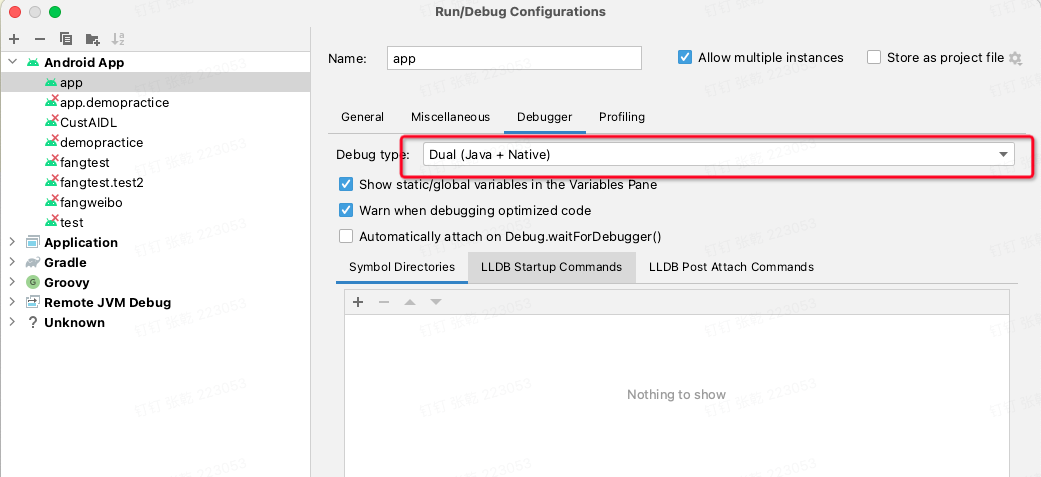 Run/Debug Configurations
Android App
app
app.demopractice
CustAIDL
demopractice
fangtest
fangtest.test2
fangweibo
test
Application
Gradle
G Groovy
Remote JVM Debug
? Unknown
Name: app Allow multiple instances Store as project file
General Miscellaneous Debugger Profiling
Debug type: Dual (Java + Native)
Show static/global variables in the Variables Pane
Warn when debugging optimized code
Automatically attach on Debug.waitForDebugger()
Symbol Directories LLDB Startup Commands LLDB Post Attach Commands
Nothing to show